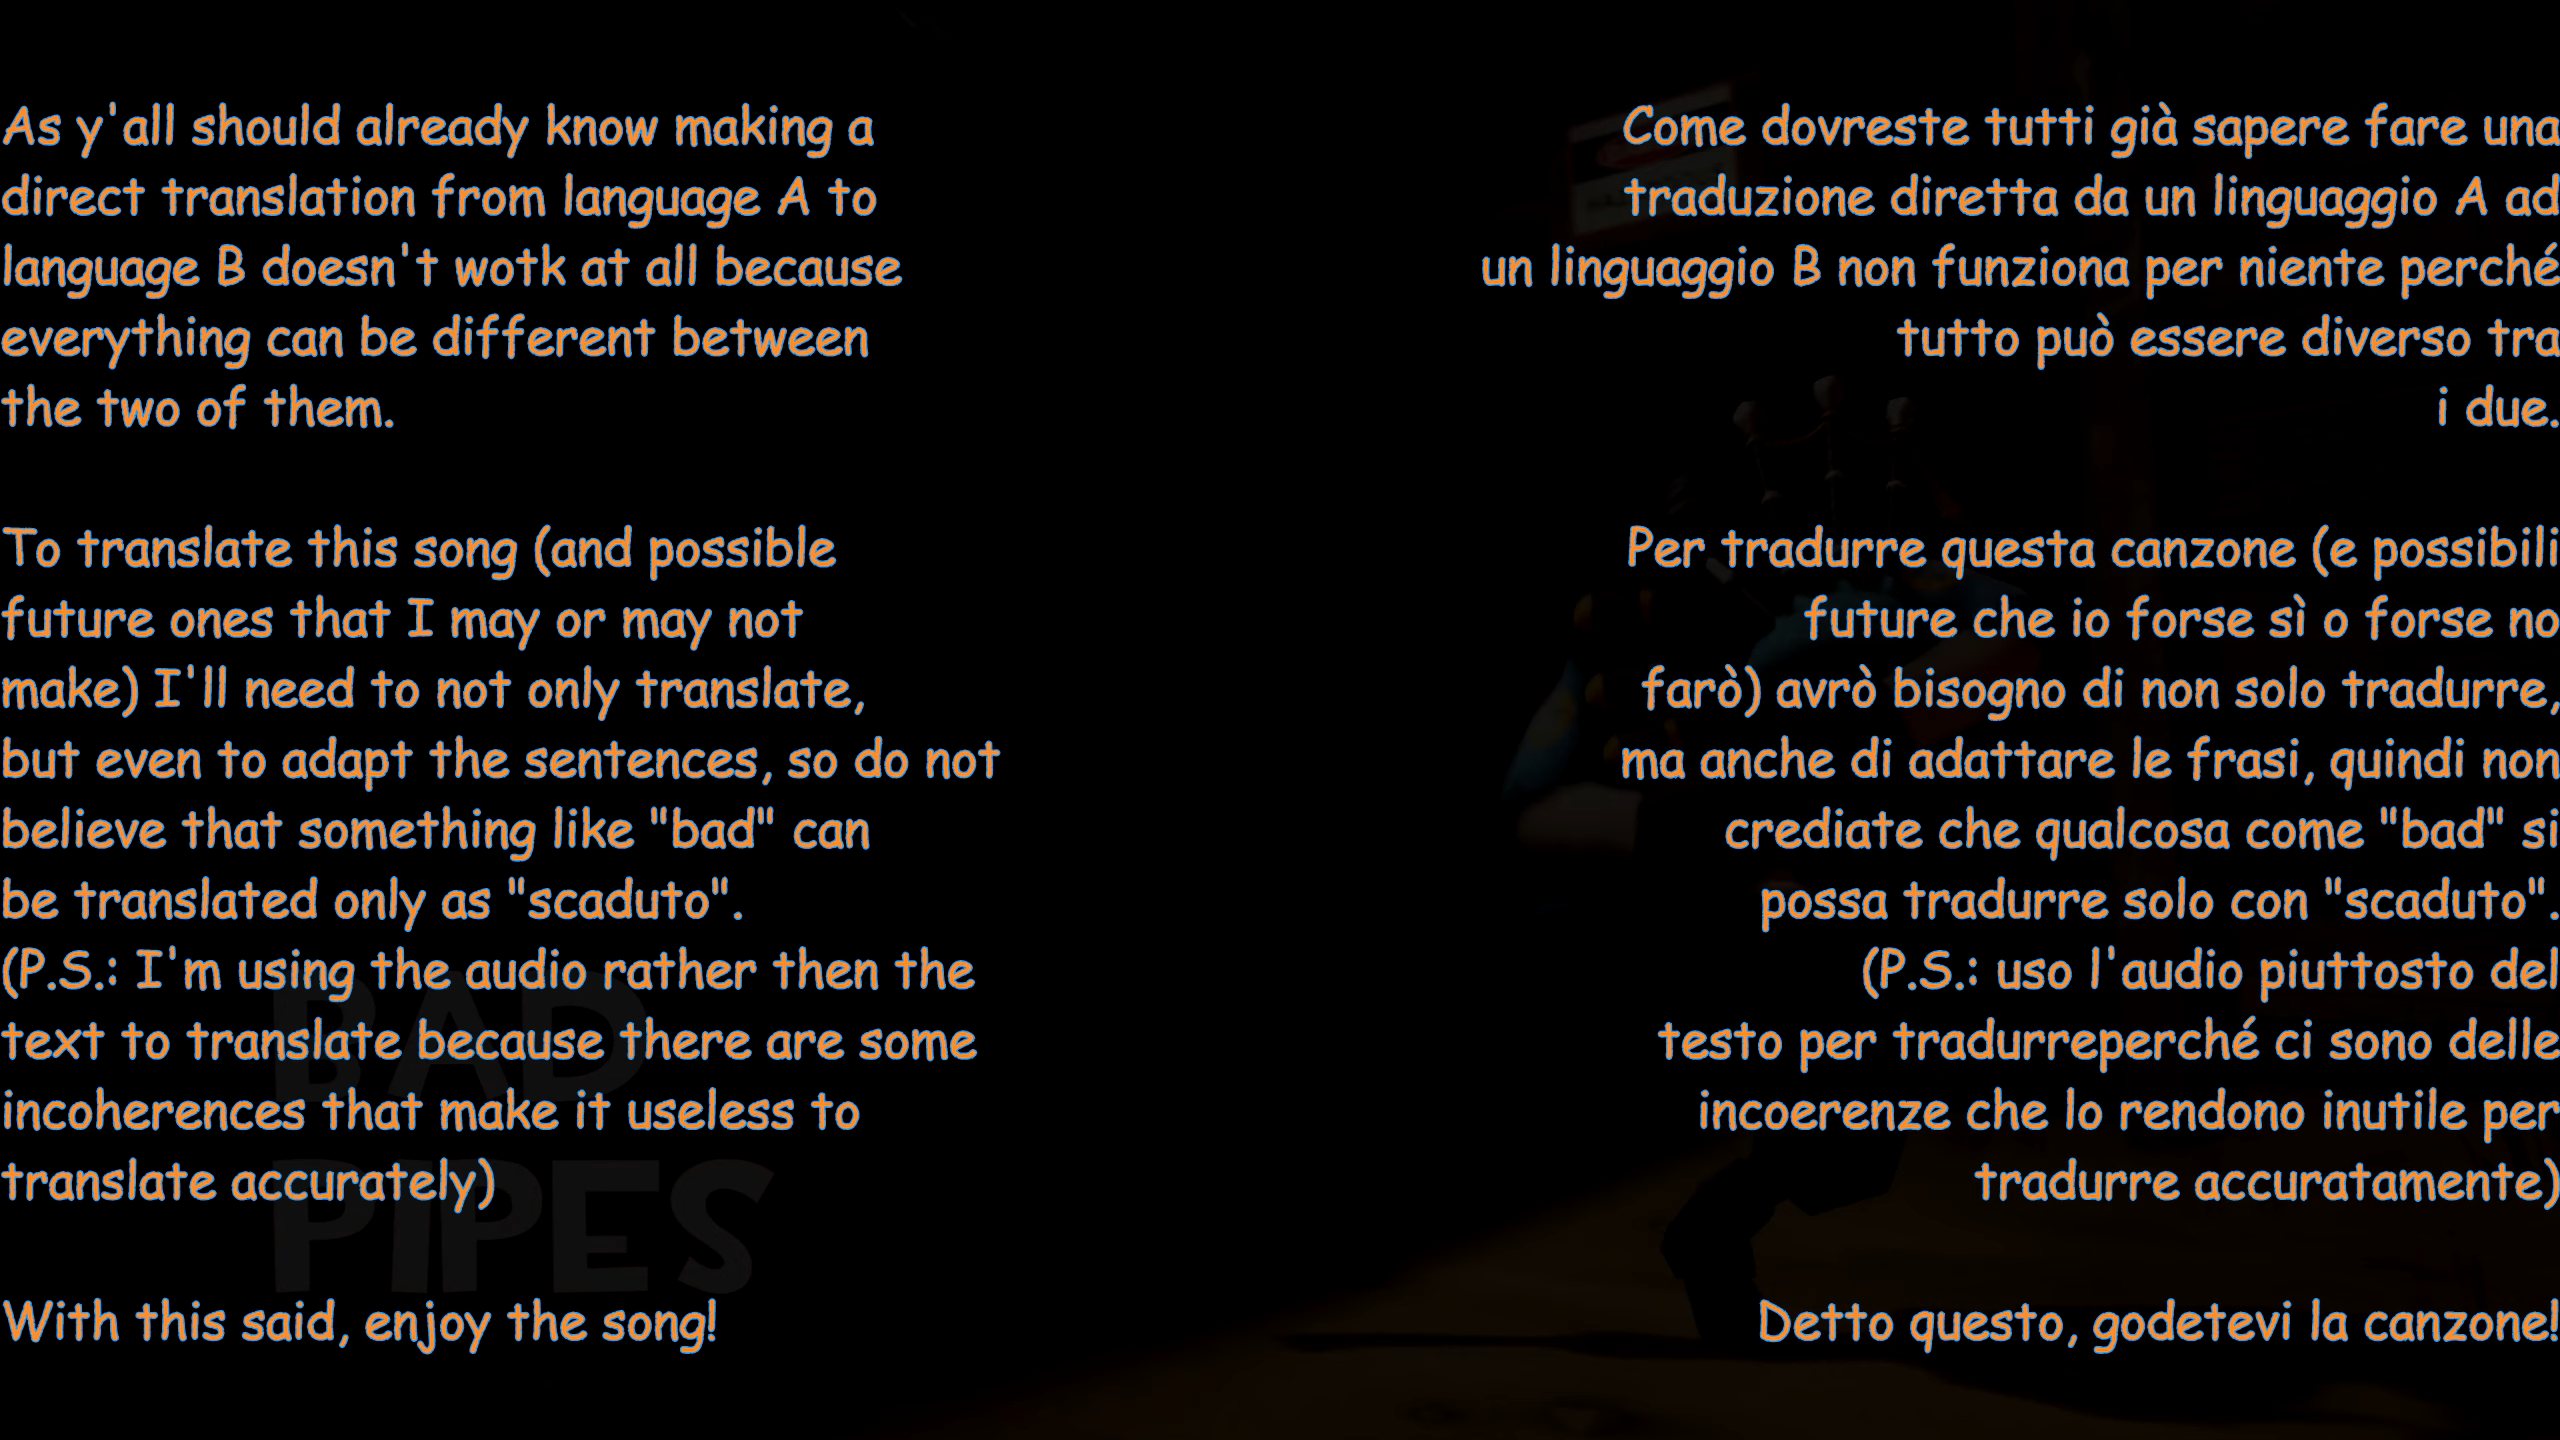 As y'all should already know making a
direct translation from language A to
language B doesn't wotk at all because
everything can be different between
the two of them.
To translate this song (and possible
future ones that I may or may not
make) I'll need to not only translate,
but even to adapt the sentences, so do not
believe that something like "bad" can
be translated only as "scaduto".
(P.S.: I'm using the audio rather then the
text to translate because there are some
incoherences that make it useless to
translate accurately)
With this said, enjoy the song!
Come dovreste tutti già sapere fare una
traduzione diretta da un linguaggio A ad
un linguaggio B non funziona per niente perché
tutto può essere diverso tra
i due.
Per tradurre questa canzone (e possibili
future che io forse sì o forse no
farò) avrò bisogno di non solo tradurre,
ma anche di adattare le frasi, quindi non
crediate che qualcosa come "bad" si
possa tradurre solo con "scaduto".
(P.S.: uso l'audio piuttosto del
testo per tradurreperché ci sono delle
incoerenze che lo rendono inutile per
tradurre accuratamente)
Detto questo, godetevi la canzone!
BAD
PIPES